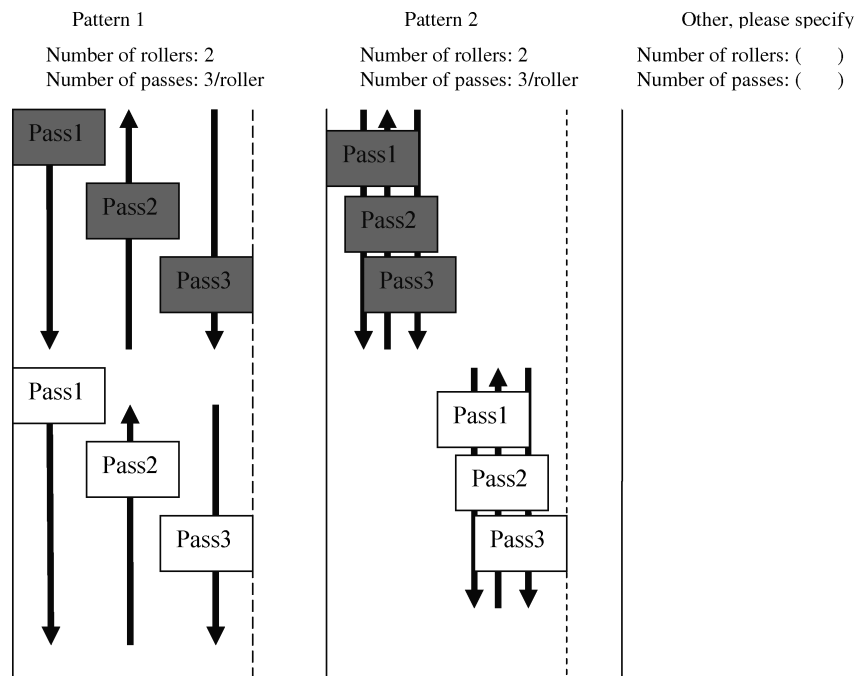 Pattern 1
Number of rollers: 2
Number of passes: 3/roller
Pass1
Pass2
Pass3
Pass1
Pass2
Pass3
Pattern 2
Number of rollers: 2
Number of passes: 3/roller
Pass1
Pass2
Pass3
Pass1
Pass2
Pass3
Other, please specify
Number of rollers: ( )
Number of passes: ( )